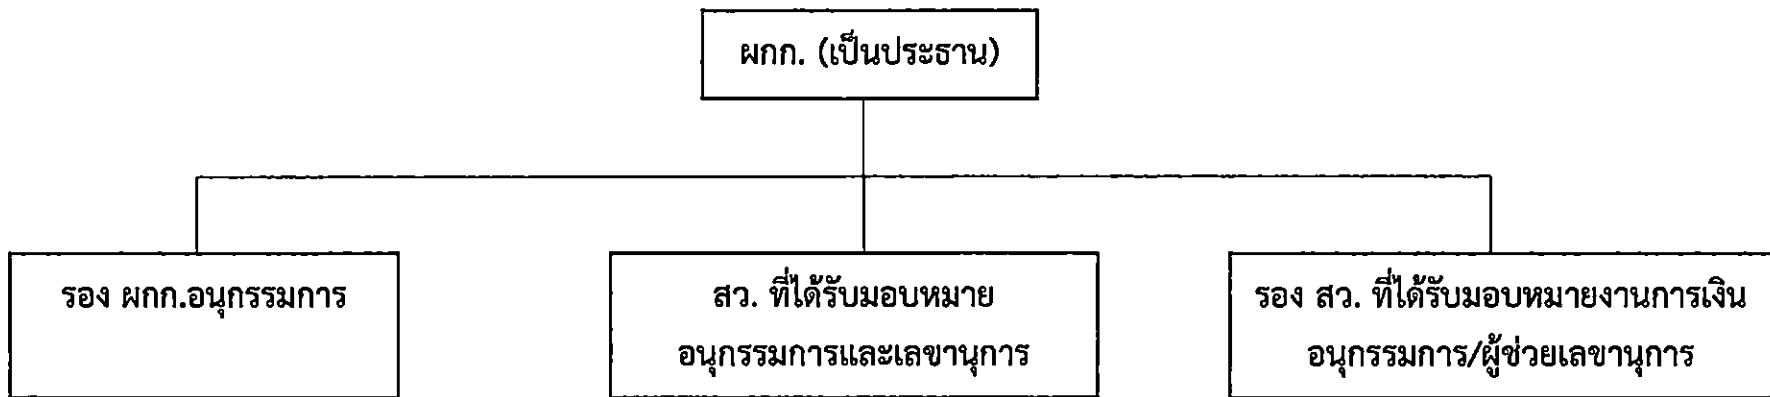 ผกก. (เป็นประธาน)
รอง ผกก.อนุกรรมการ
สว. ที่ได้รับมอบหมาย
อนุกรรมการและเลขานุการ
รอง สว. ที่ได้รับมอบหมายงานการเงิน
อนุกรรมการ/ผู้ช่วยเลขานุการ